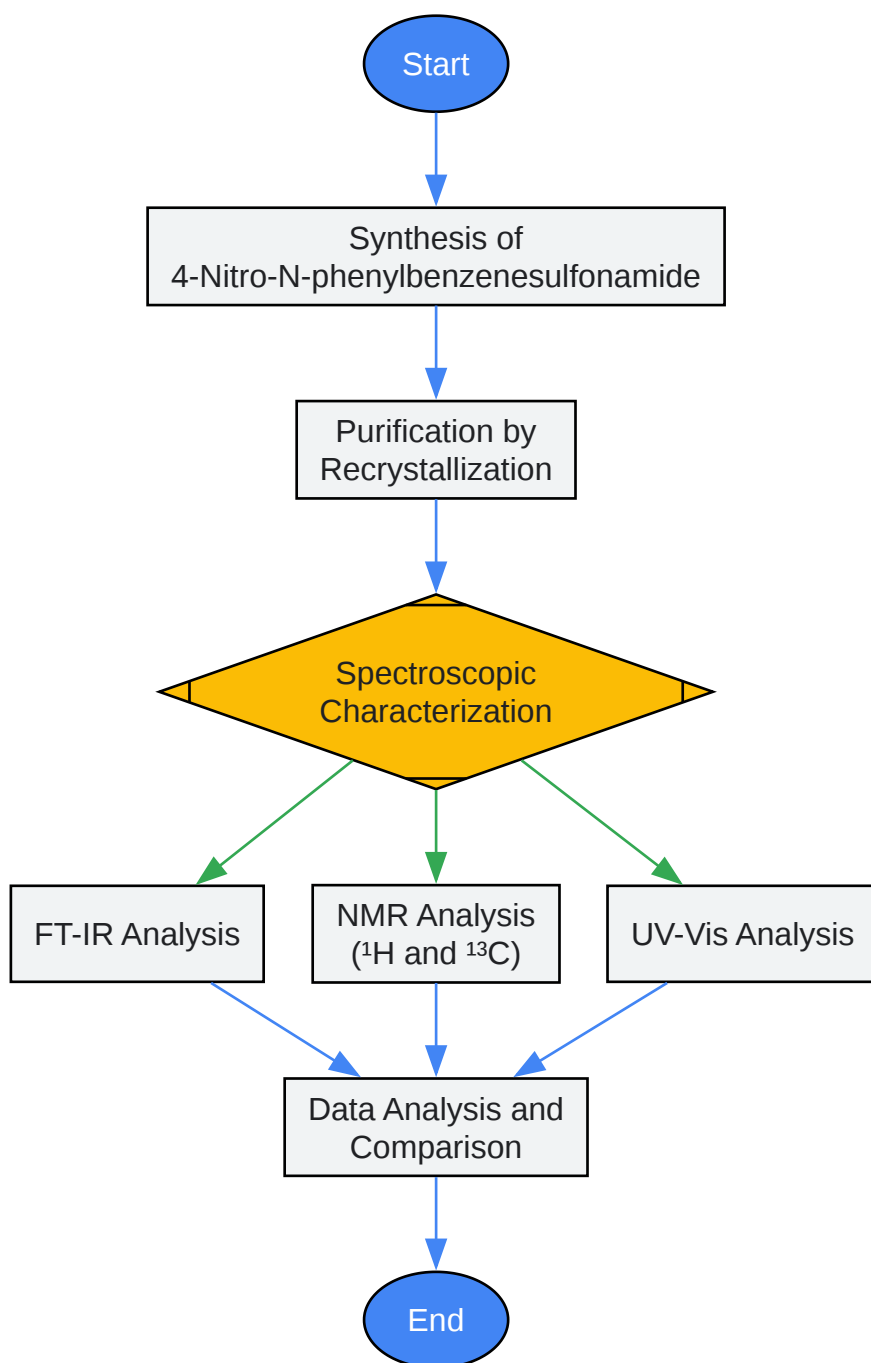 Start
Synthesis of
4-Nitro-N-phenylbenzenesulfonamide
Purification by
Recrystallization
Spectroscopic
Characterization
FT-IR Analysis
NMR Analysis
(¹H and ¹³C)
UV-Vis Analysis
Data Analysis and
Comparison
End